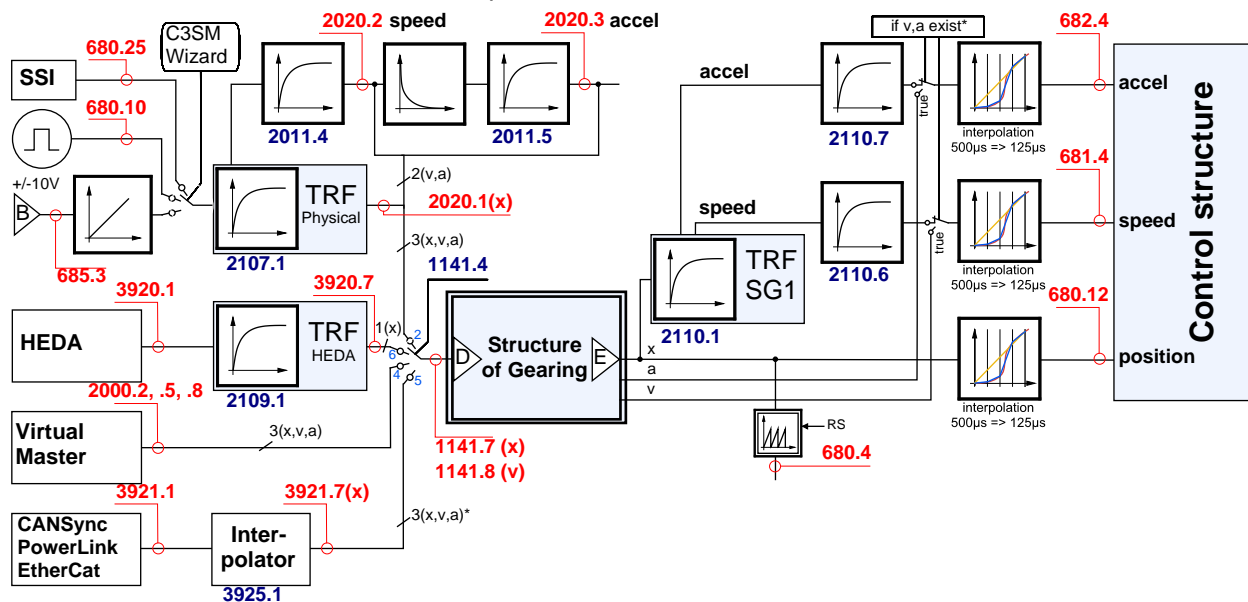 2020.2 speed
2020.3 accel
C3SM
Wizard
if v,a exist*
682.4
680.25
SSI
accel
accel
680.10
2011.4
2011.5
2110.7
true
interpolation
500µs => 125µs
+/-10V
B
TRF
Physical
2(v,a)
2020.1(x)
681.4
speed
speed
685.3
2107.1
3(x,v,a)
1141.4
TRF
SG1
2110.6
true
interpolation
500µs => 125µs
Control structure
3920.1
3920.7
680.12
HEDA
TRF
HEDA
1(x)
2
6
4
5
D
Structure
of Gearing
E
2110.1
x
a
v
position
2109.1
interpolation
500µs => 125µs
2000.2, .5, .8
Virtual
Master
3(x,v,a)
1141.7 (x)
1141.8 (v)
RS
680.4
3921.1
3921.7(x)
CANSync
PowerLink
EtherCat
Inter-
polator
3(x,v,a)*
3925.1